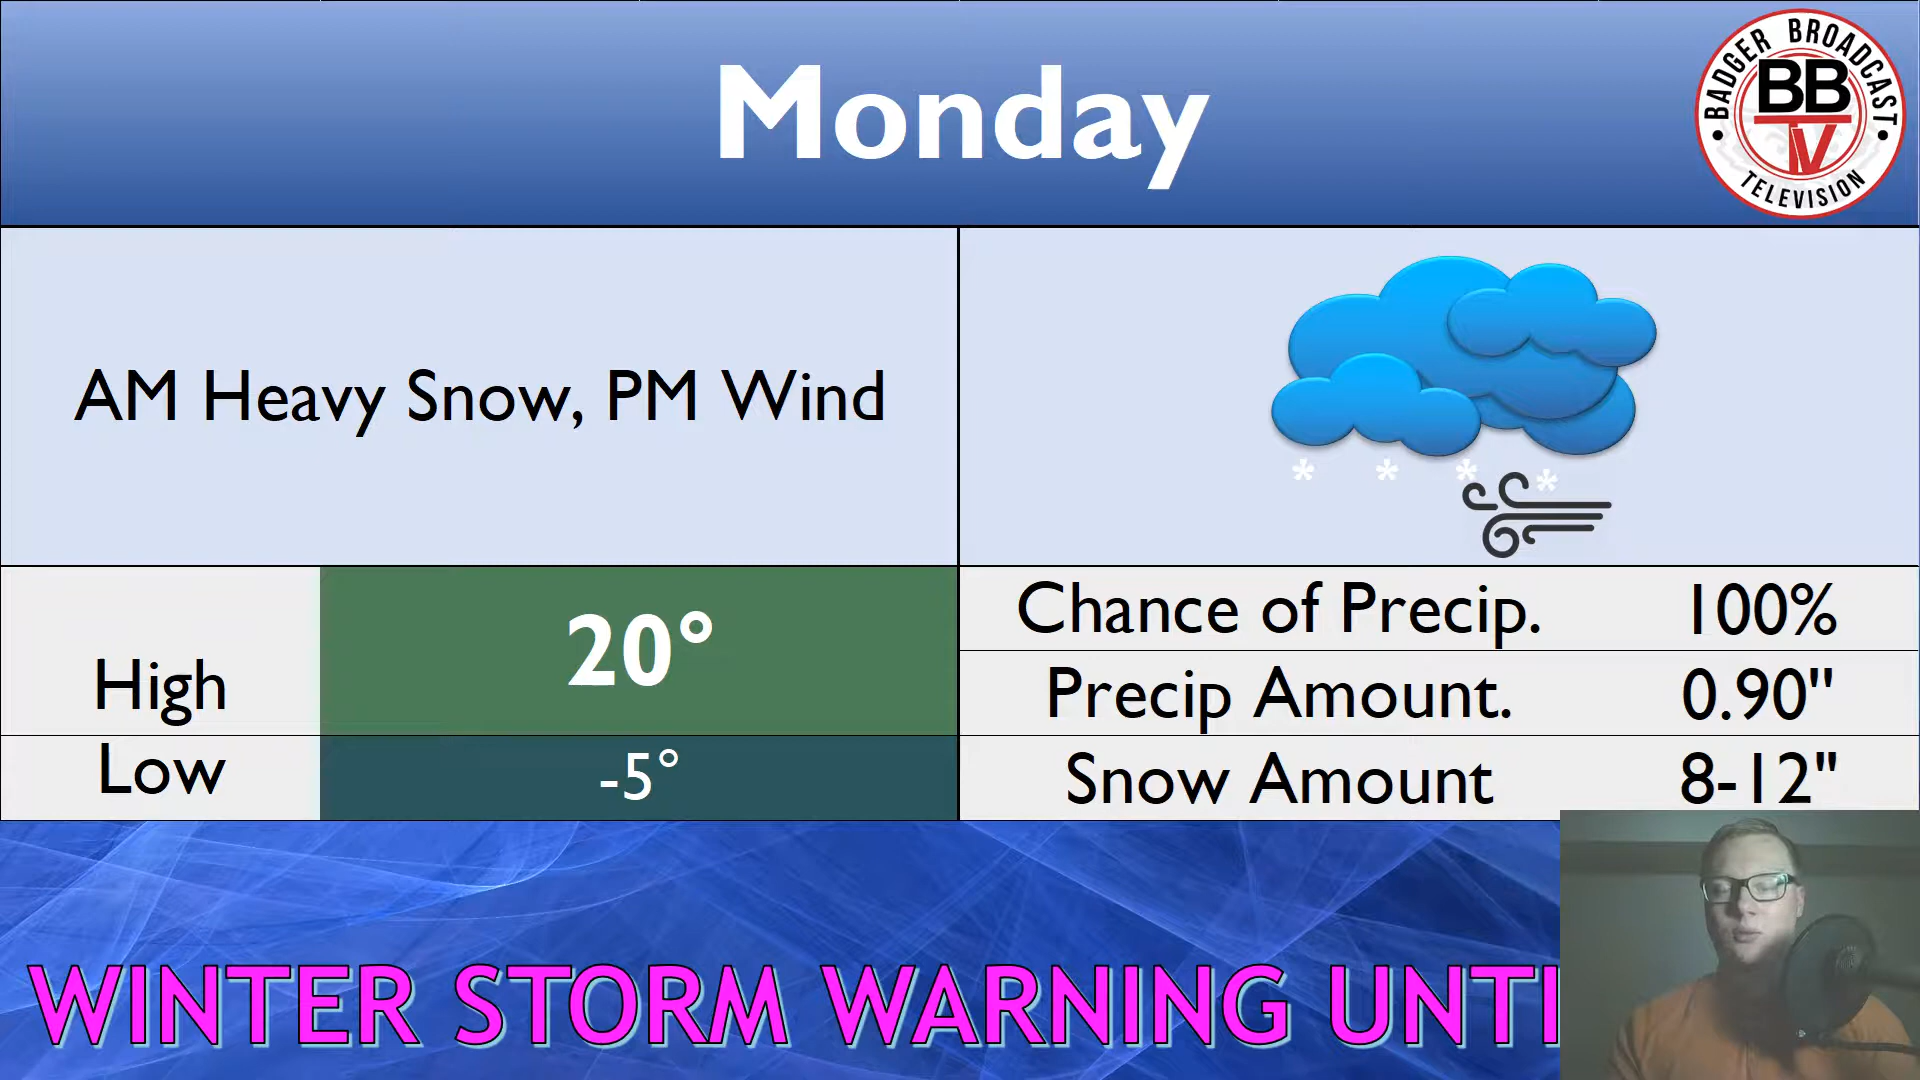 Monday
BADGER BROADCAST
BB
TV
TELEVISION
AM Heavy Snow, PM Wind
* * * *
High 20°
Low -5°
Chance of Precip. 100%
Precip Amount. 0.90"
Snow Amount 8-12"
WINTER STORM WARNING UNTI